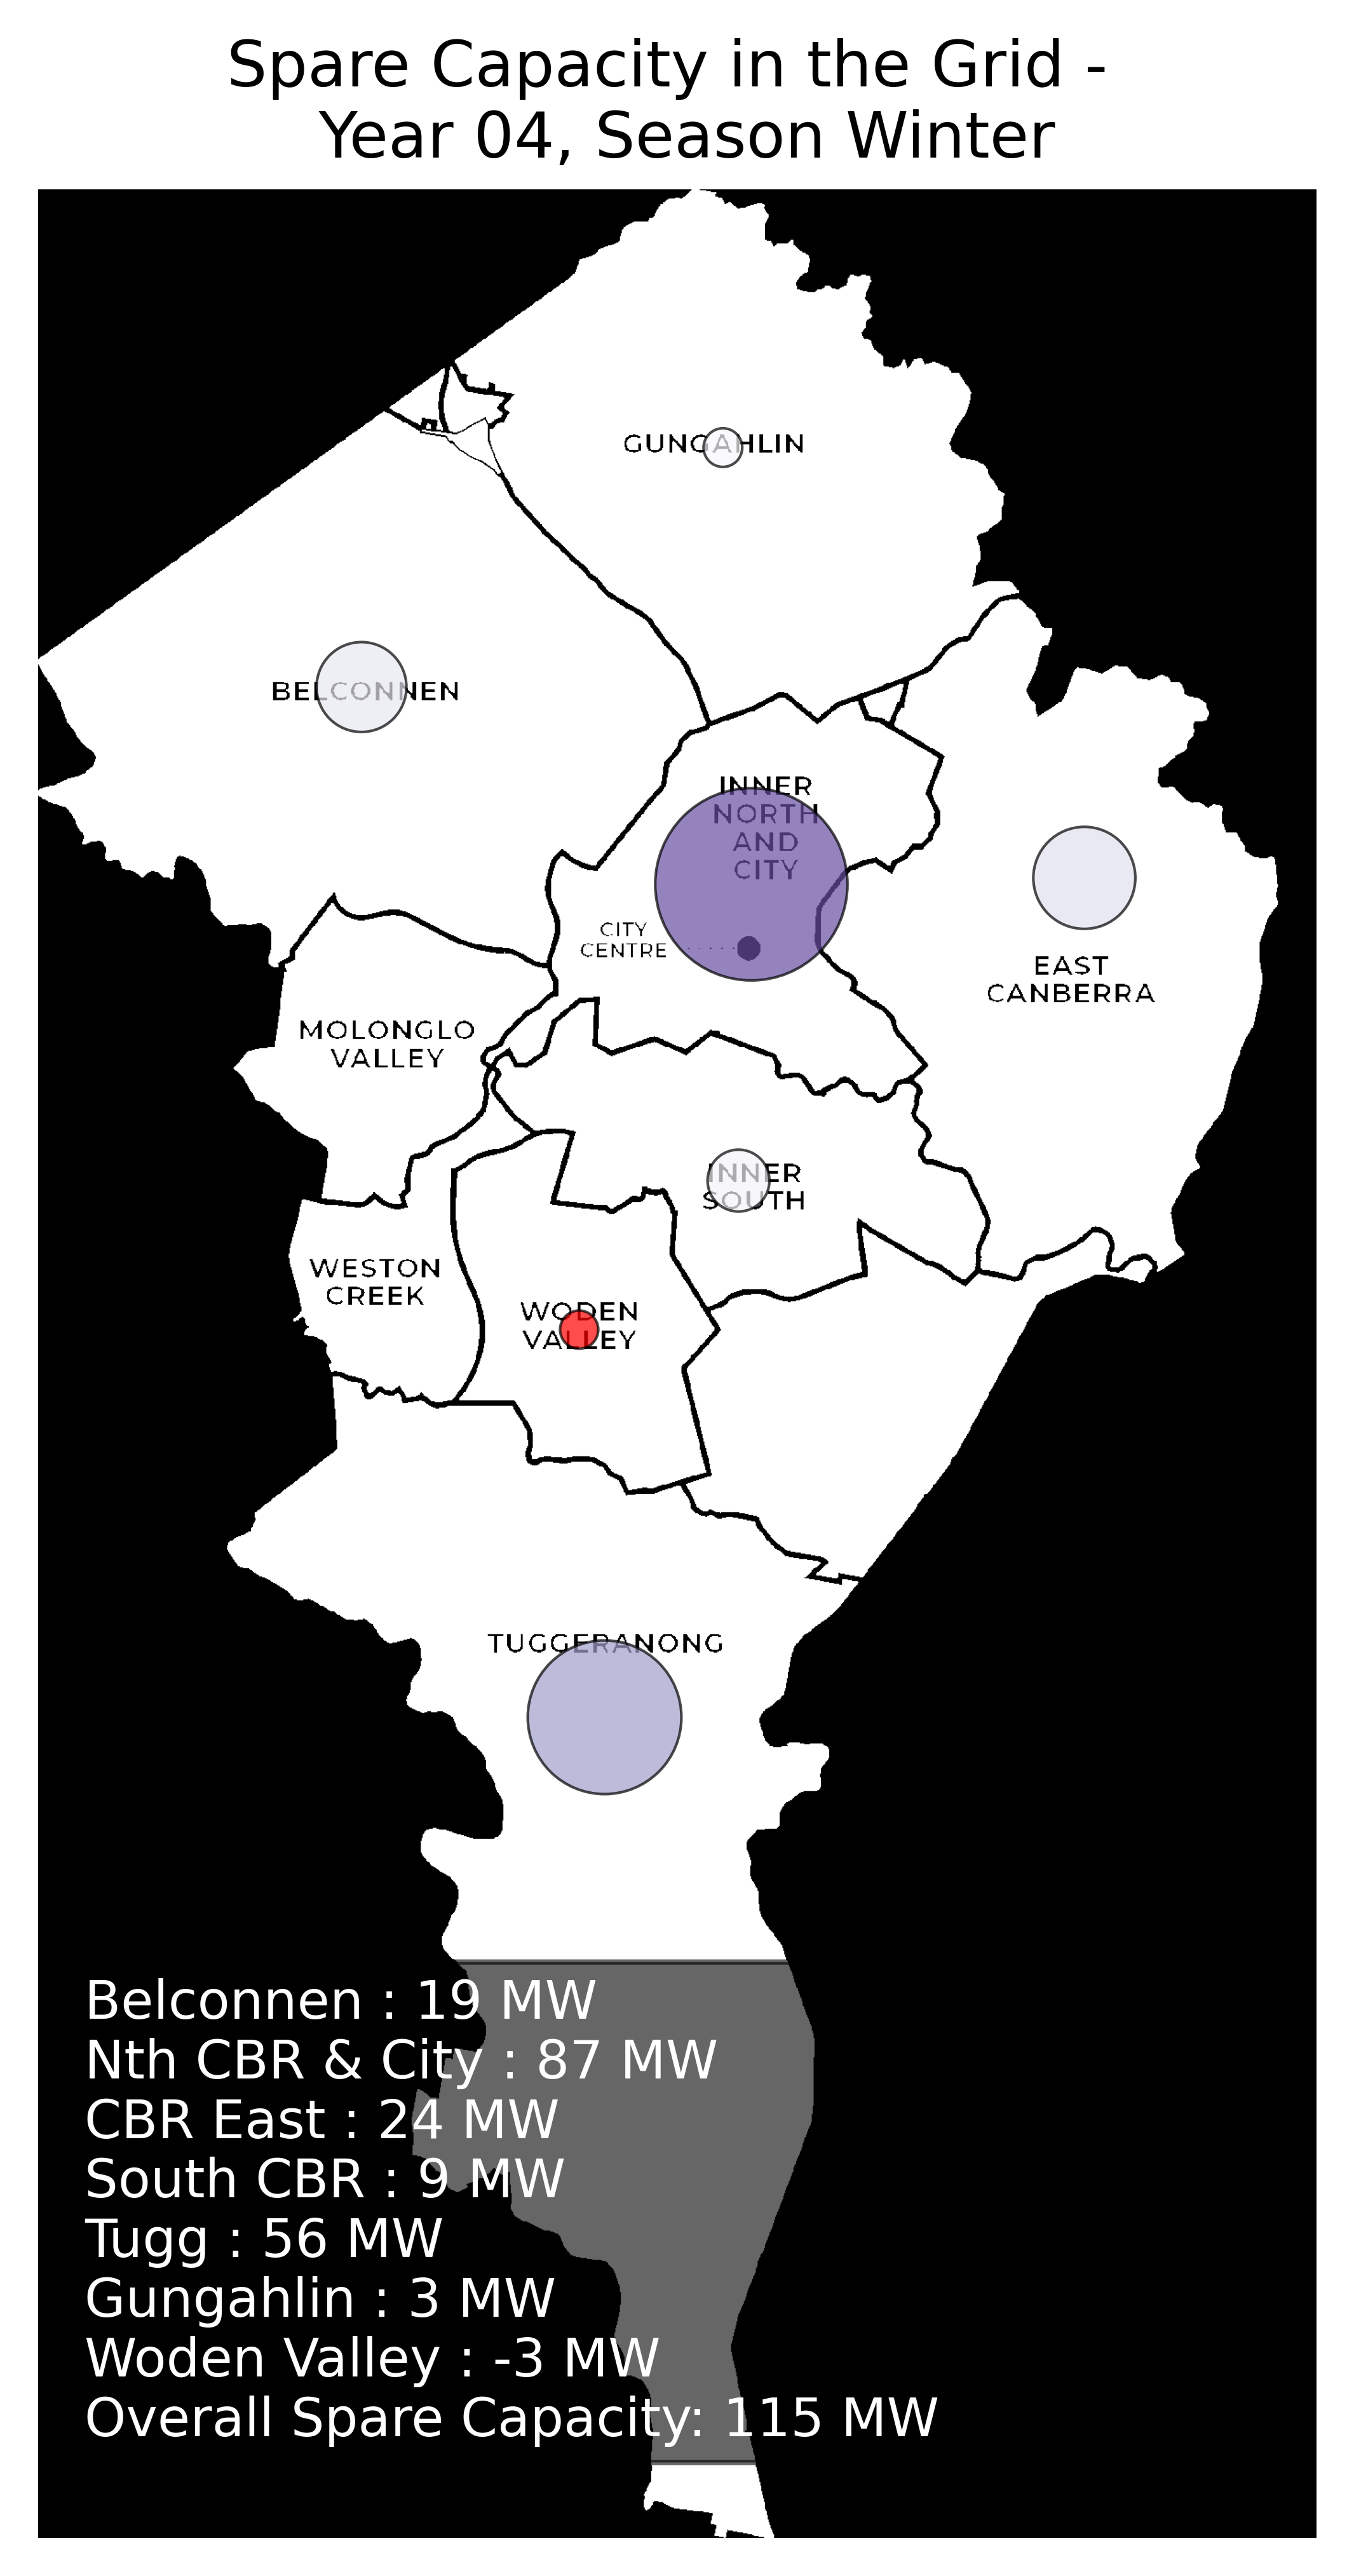 Spare Capacity in the Grid -
Year 04, Season Winter
GUNGAHLIN
BELCONNEN
INNER
NORTH
AND
CITY
CITY
CENTRE
EAST
CANBERRA
MOLONGLO
VALLEY
INNER
SOUTH
WESTON
CREEK
WODEN
VALLEY
TUGGERANONG
Belconnen : 19 MW
Nth CBR & City : 87 MW
CBR East : 24 MW
South CBR : 9 MW
Tugg : 56 MW
Gungahlin : 3 MW
Woden Valley : -3 MW
Overall Spare Capacity: 115 MW